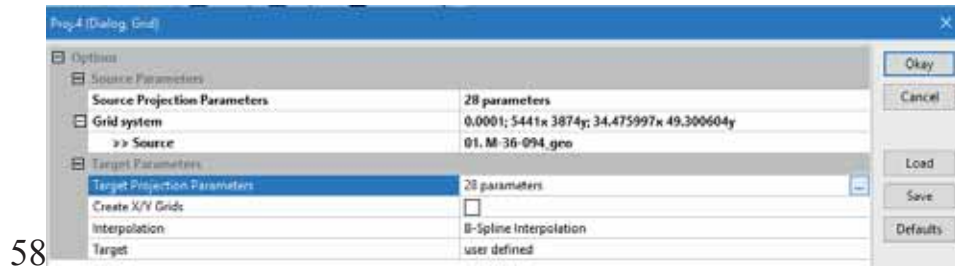 Proj.4 (Dialog, Grid)
Options
Source Parameters
Source Projection Parameters 28 parameters
Grid system 0.0001; 5441x 3874y; 34.475997x 49.300604y
>> Source 01. M-36-094_geo
Target Parameters
Target Projection Parameters 28 parameters ...
Create X/Y Grids
Interpolation B-Spline Interpolation
Target user defined
Okay
Cancel
Load
Save
Defaults
58